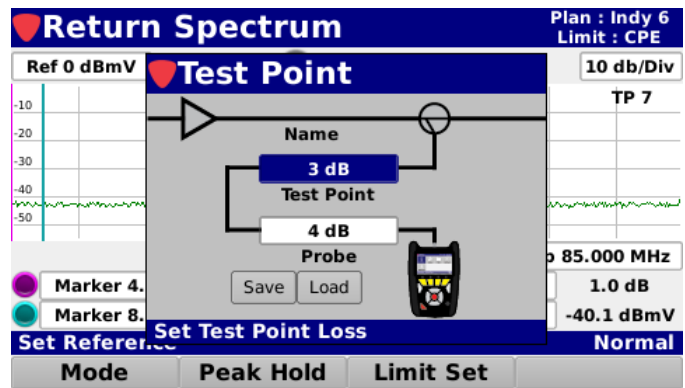 Return Spectrum
Plan : Indy 6
Limit : CPE
Ref 0 dBmV
10 db/Div
Test Point
TP 7
-10
-20
-30
-40
-50
Name
3 dB
Test Point
4 dB
Probe
Save
Load
85.000 MHz
Marker 4.
1.0 dB
Marker 8.
-40.1 dBmV
Set Test Point Loss
Set Reference
Normal
Mode
Peak Hold
Limit Set